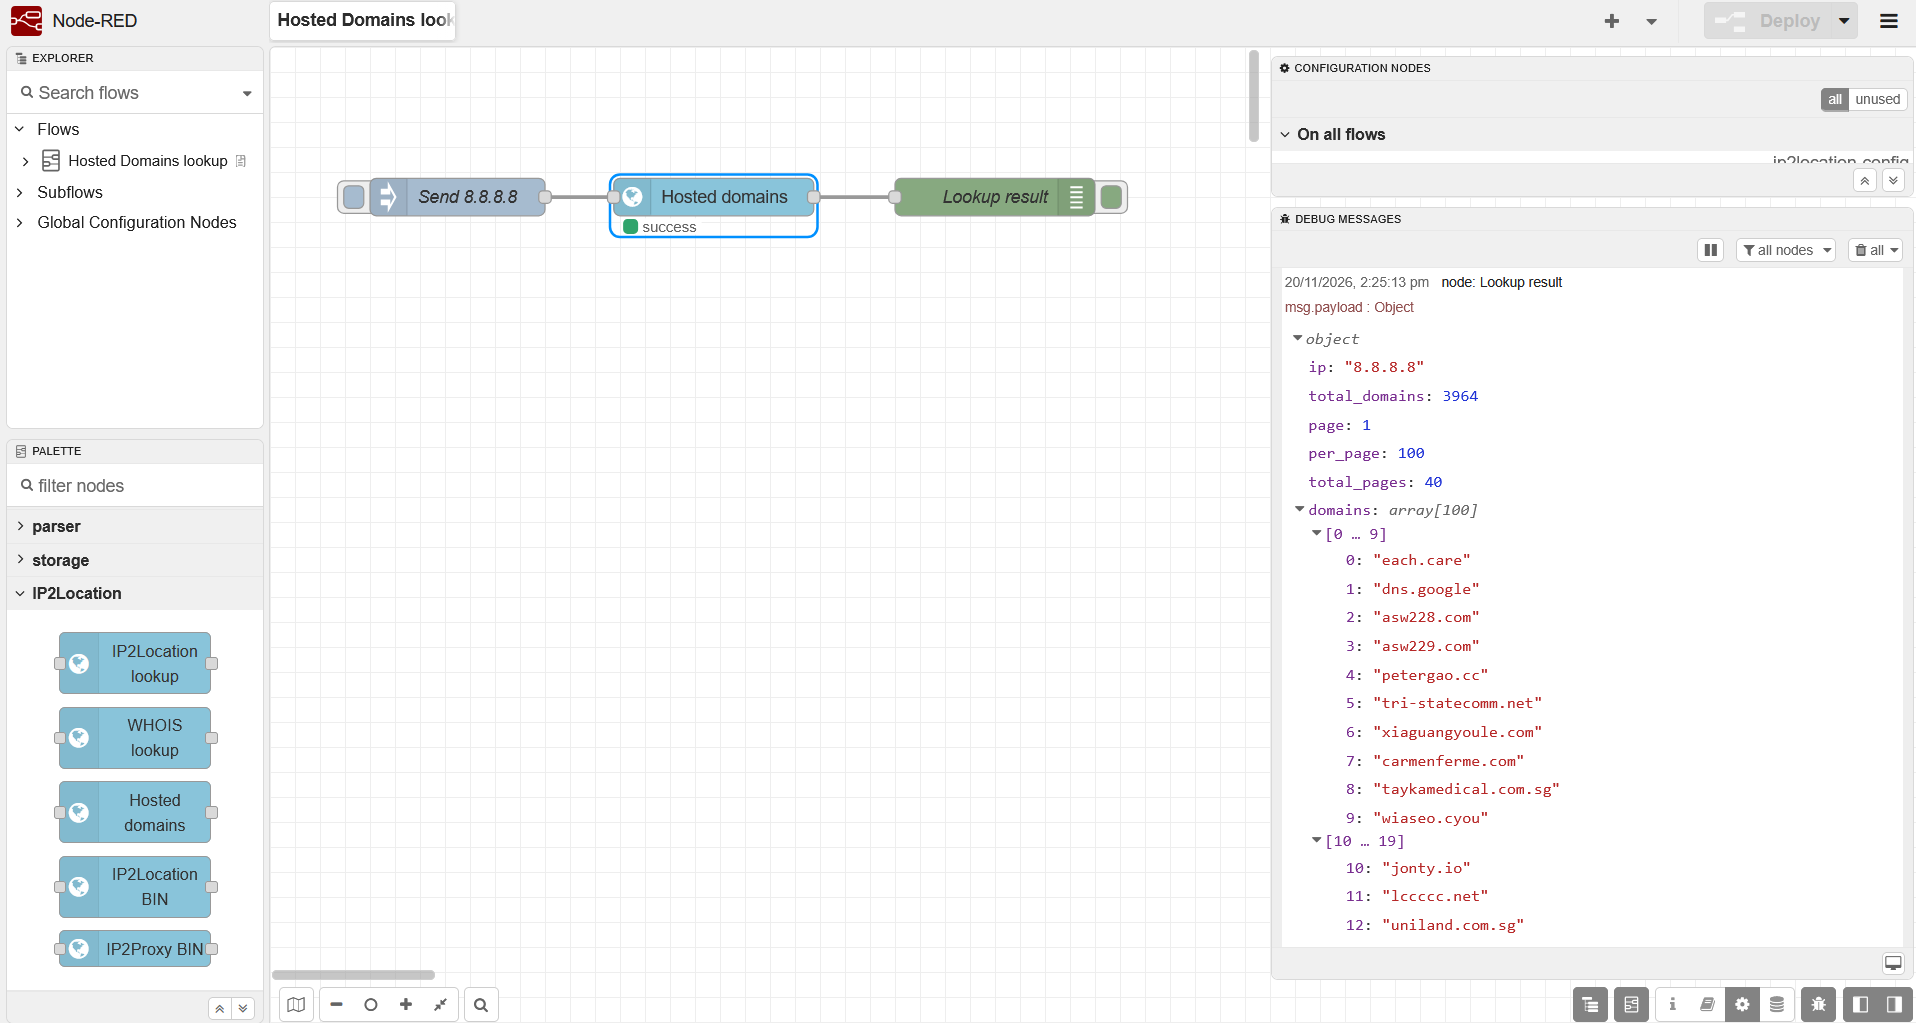 Node-RED
Hosted Domains look
Deploy
EXPLORER
Search flows
Flows
Hosted Domains lookup
Subflows
Global Configuration Nodes
PALETTE
filter nodes
parser
storage
IP2Location
IP2Location
lookup
WHOIS
lookup
Hosted
domains
IP2Location
BIN
IP2Proxy BIN
Send 8.8.8.8
Hosted domains
success
Lookup result
CONFIGURATION NODES
all
unused
On all flows
ip2location-config
DEBUG MESSAGES
all nodes
all
20/11/2026, 2:25:13 pm node: Lookup result
msg.payload : Object
object
ip: "8.8.8.8"
total_domains: 3964
page: 1
per_page: 100
total_pages: 40
domains: array[100]
[0 … 9]
0: "each.care"
1: "dns.google"
2: "asw228.com"
3: "asw229.com"
4: "petergao.cc"
5: "tri-statecomm.net"
6: "xiaguangyoule.com"
7: "carmenferme.com"
8: "taykamedical.com.sg"
9: "wiaseo.cyou"
[10 … 19]
10: "jonty.io"
11: "lccccc.net"
12: "uniland.com.sg"